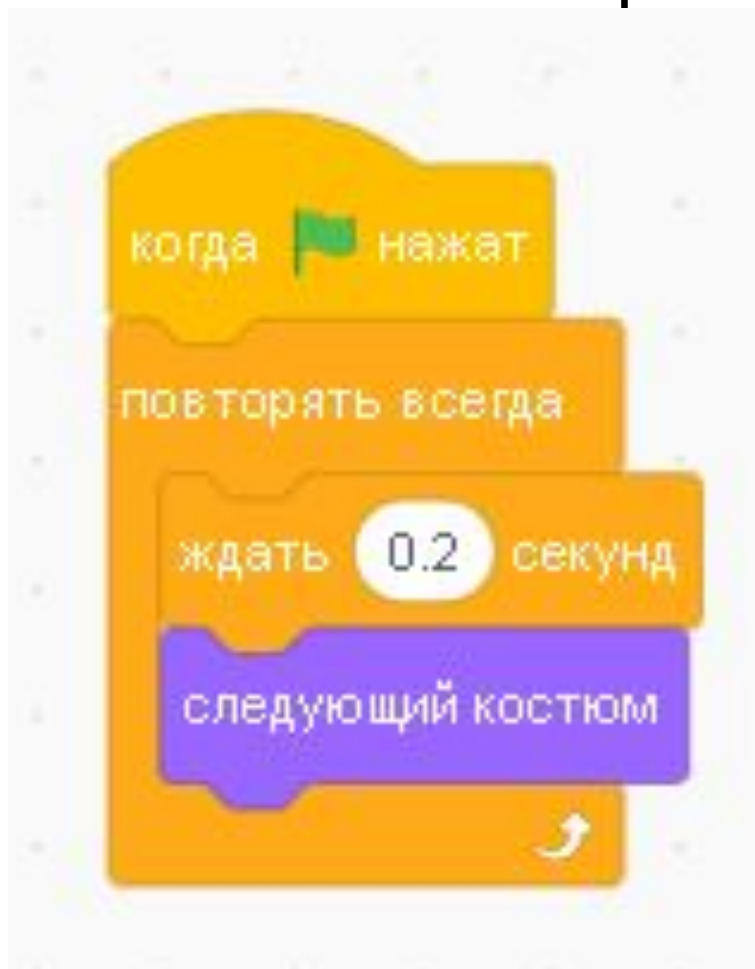 когда нажат
повторять всегда
ждать 0.2 секунд
следующий костюм